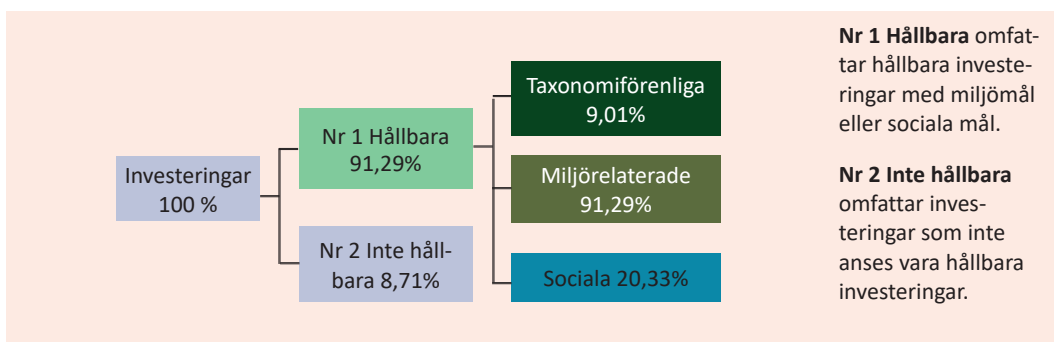 Investeringar
100 %
Nr 1 Hållbara
91,29%
Nr 2 Inte håll-
bara 8,71%
Taxonomiförenliga
9,01%
Miljörelaterade
91,29%
Sociala 20,33%
Nr 1 Hållbara omfat-
tar hållbara investe-
ringar med miljömål
eller sociala mål.
Nr 2 Inte hållbara
omfattar inves-
teringar som inte
anses vara hållbara
investeringar.